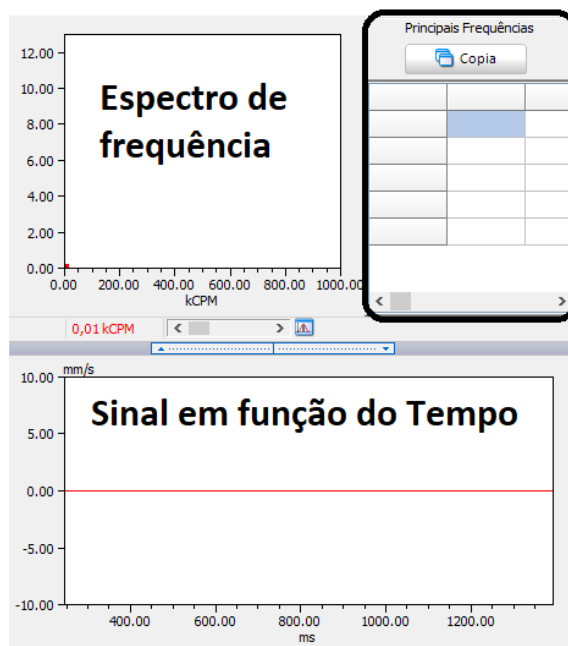 Principais Frequências
Copia
12.00
10.00
8.00
6.00
4.00
2.00
0.00
Espectro de
frequência
0.00 200.00 400.00 600.00 800.00 1000.00
kCPM
0,01 kCPM
mm/s
10.00
5.00
0.00
-5.00
-10.00
Sinal em função do Tempo
400.00 600.00 800.00 1000.00 1200.00
ms